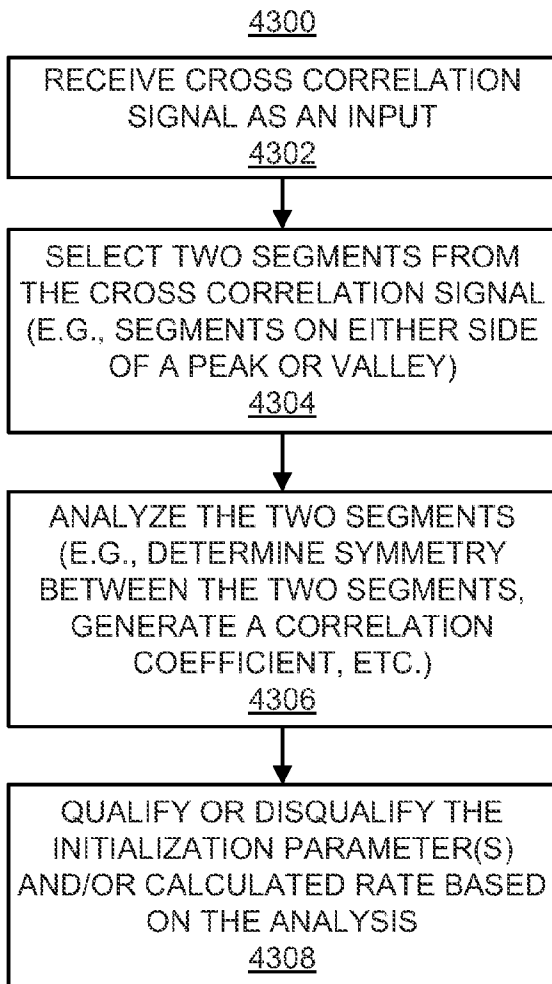 4300
RECEIVE CROSS CORRELATION
SIGNAL AS AN INPUT
4302
SELECT TWO SEGMENTS FROM
THE CROSS CORRELATION SIGNAL
(E.G., SEGMENTS ON EITHER SIDE
OF A PEAK OR VALLEY)
4304
ANALYZE THE TWO SEGMENTS
(E.G., DETERMINE SYMMETRY
BETWEEN THE TWO SEGMENTS,
GENERATE A CORRELATION
COEFFICIENT, ETC.)
4306
QUALIFY OR DISQUALIFY THE
INITIALIZATION PARAMETER(S)
AND/OR CALCULATED RATE BASED
ON THE ANALYSIS
4308